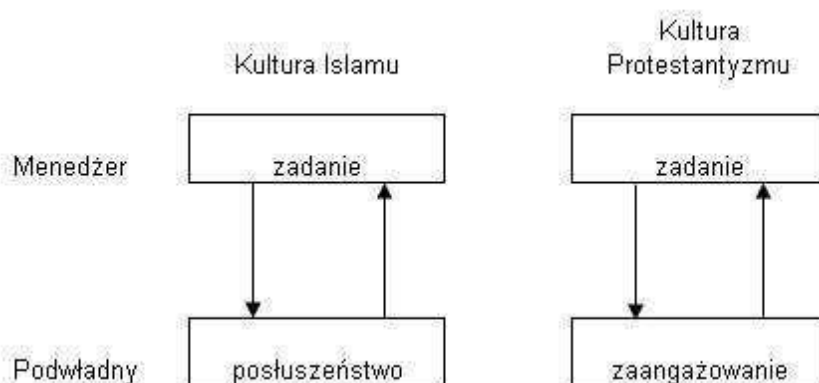 Kultura Islamu
Kultura
Protestantyzmu
Menedżer
zadanie
zadanie
Podwładny
posłuszeństwo
zaangażowanie